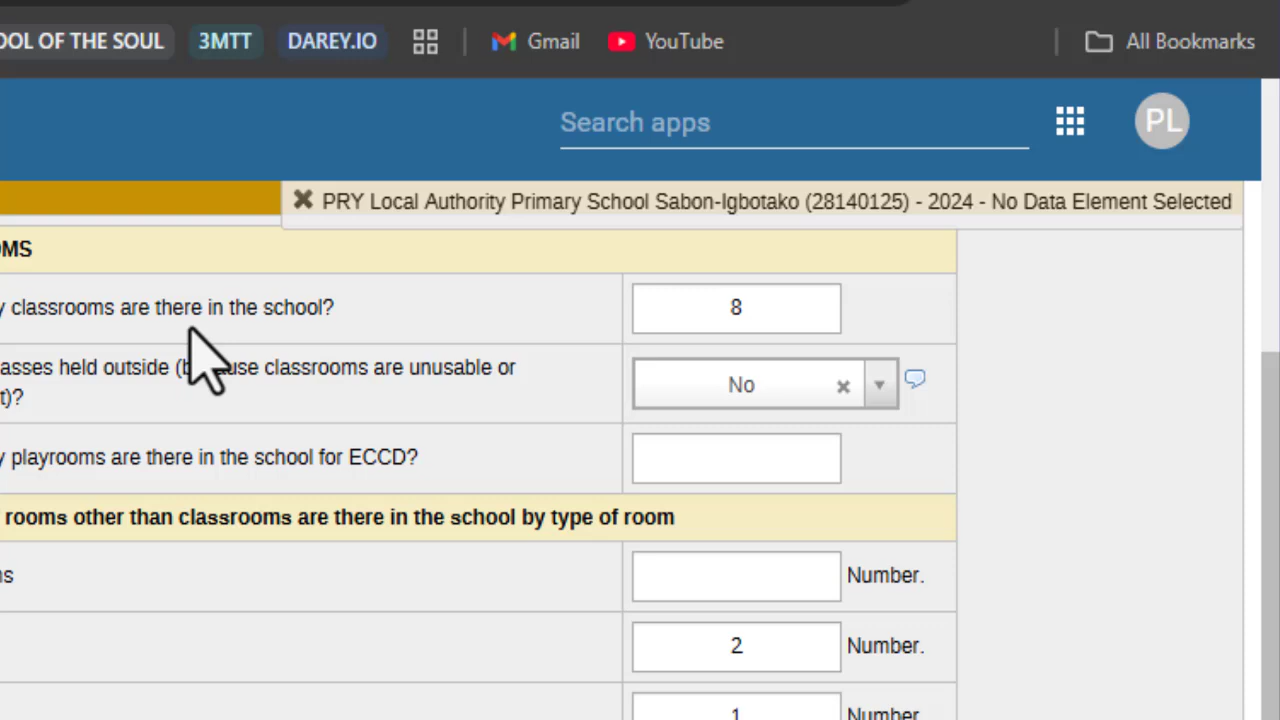 OOL OF THE SOUL 3MTT DAREY.IO Gmail YouTube All Bookmarks
Search apps PL
PRY Local Authority Primary School Sabon-Igbotako (28140125) - 2024 - No Data Element Selected
OMS
y classrooms are there in the school? 8
asses held outside (because classrooms are unusable or
t)? No
y playrooms are there in the school for ECCD?
rooms other than classrooms are there in the school by type of room
ns Number.
2 Number.
1 Number.